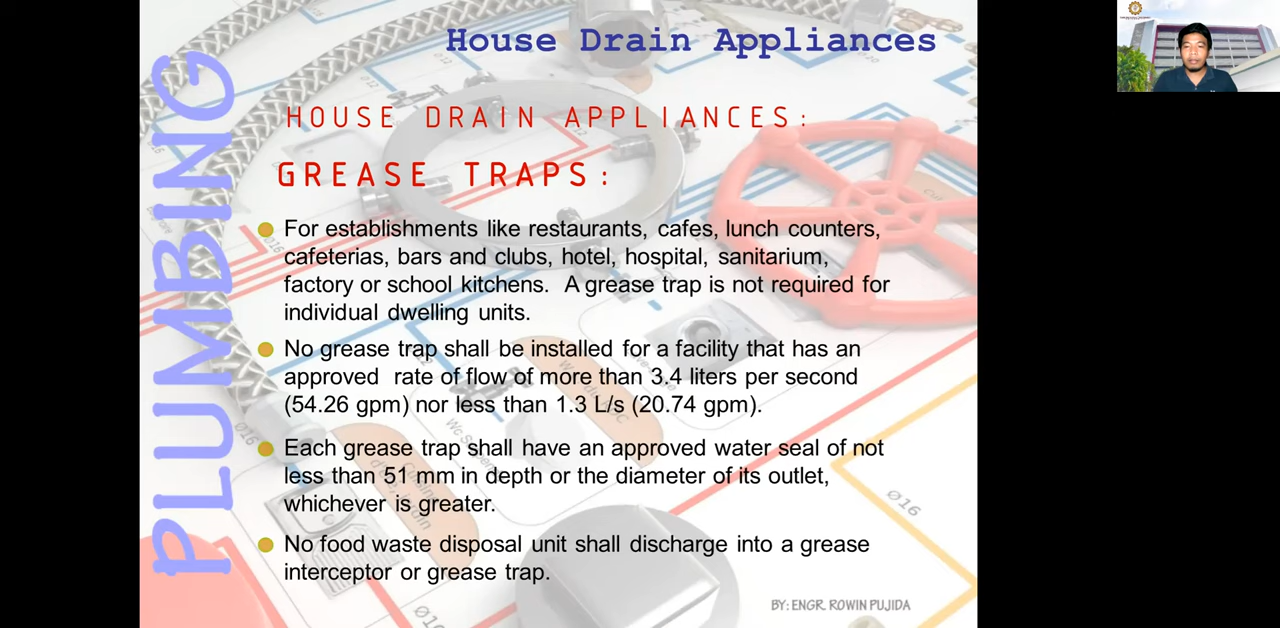 House Drain Appliances
PLUMBING
HOUSE DRAIN APPLIANCES:
GREASE TRAPS:
For establishments like restaurants, cafes, lunch counters,
cafeterias, bars and clubs, hotel, hospital, sanitarium,
factory or school kitchens. A grease trap is not required for
individual dwelling units.
No grease trap shall be installed for a facility that has an
approved rate of flow of more than 3.4 liters per second
(54.26 gpm) nor less than 1.3 L/s (20.74 gpm).
Each grease trap shall have an approved water seal of not
less than 51 mm in depth or the diameter of its outlet,
whichever is greater.
No food waste disposal unit shall discharge into a grease
interceptor or grease trap.
Ø16
BY: ENGR. ROWIN PUJIDA